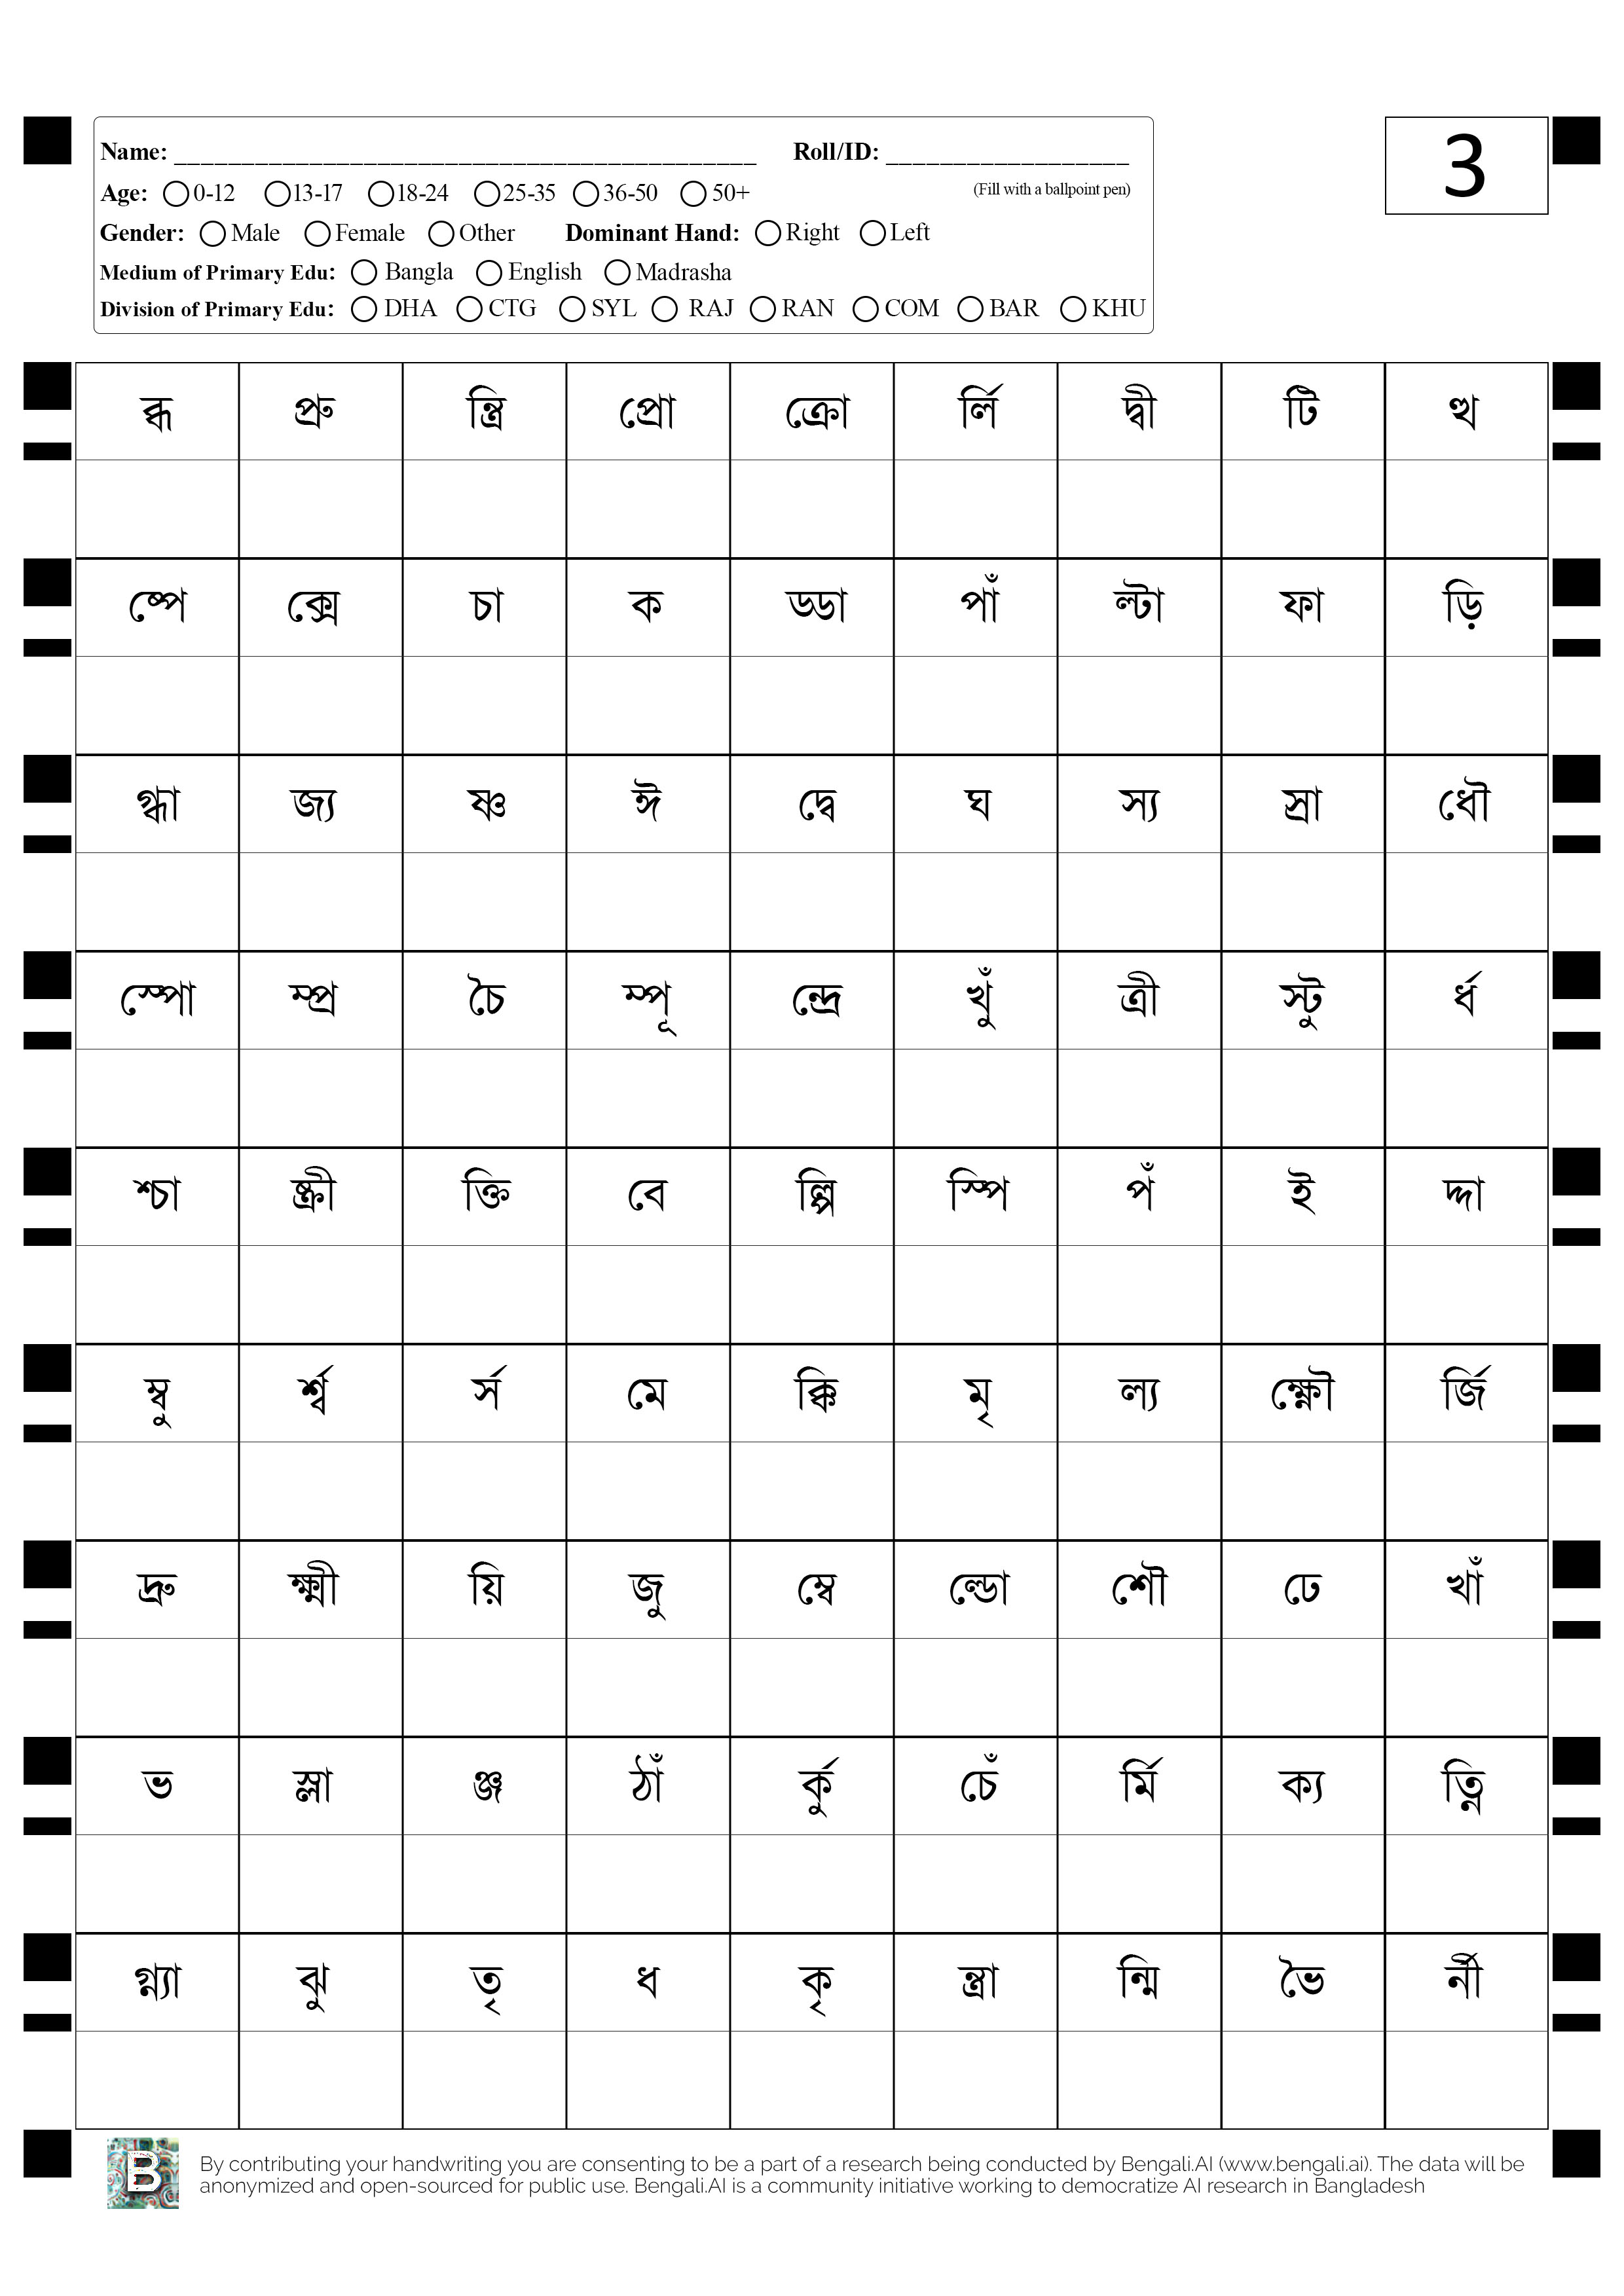 Name: ___________________________________________ Roll/ID: __________________
3
Age: 0-12 13-17 18-24 25-35 36-50 50+ (Fill with a ballpoint pen)
Gender: Male Female Other Dominant Hand: Right Left
Medium of Primary Edu: Bangla English Madrasha
Division of Primary Edu: DHA CTG SYL RAJ RAN COM BAR KHU
ব্ধ প্রু ন্ত্রি প্রো ক্রো র্লি দ্বী টি ত্থ
ষ্পে ক্সে চা ক ড্ডা পাঁ ল্টা ফা ড়ি
গ্ধা জ্য ষ্ণ ঈ দ্বে ঘ স্য স্রা ধৌ
স্পো ম্প্র চৈ ম্পূ ন্দ্রে খুঁ ত্রী স্টু র্ধ
শ্চা ষ্ক্রী ক্তি বে ল্পি স্পি পঁ ই দ্দা
ম্বু র্শ্ব র্স মে ক্কি মৃ ল্য ক্ষ্ণৌ র্জি
দ্রু ক্ষ্মী য়ি জু ম্বে ল্ডো শৌ ঢে খাঁ
ভ স্লা ঞ্জ ঠাঁ র্কু চেঁ র্মি ক্য ত্নি
গ্ন্যা ঝু তৃ ধ কৃ ন্ত্রা ন্মি ভৈ র্নী
B By contributing your handwriting you are consenting to be a part of a research being conducted by Bengali.AI (www.bengali.ai). The data will be
anonymized and open-sourced for public use. Bengali.AI is a community initiative working to democratize AI research in Bangladesh